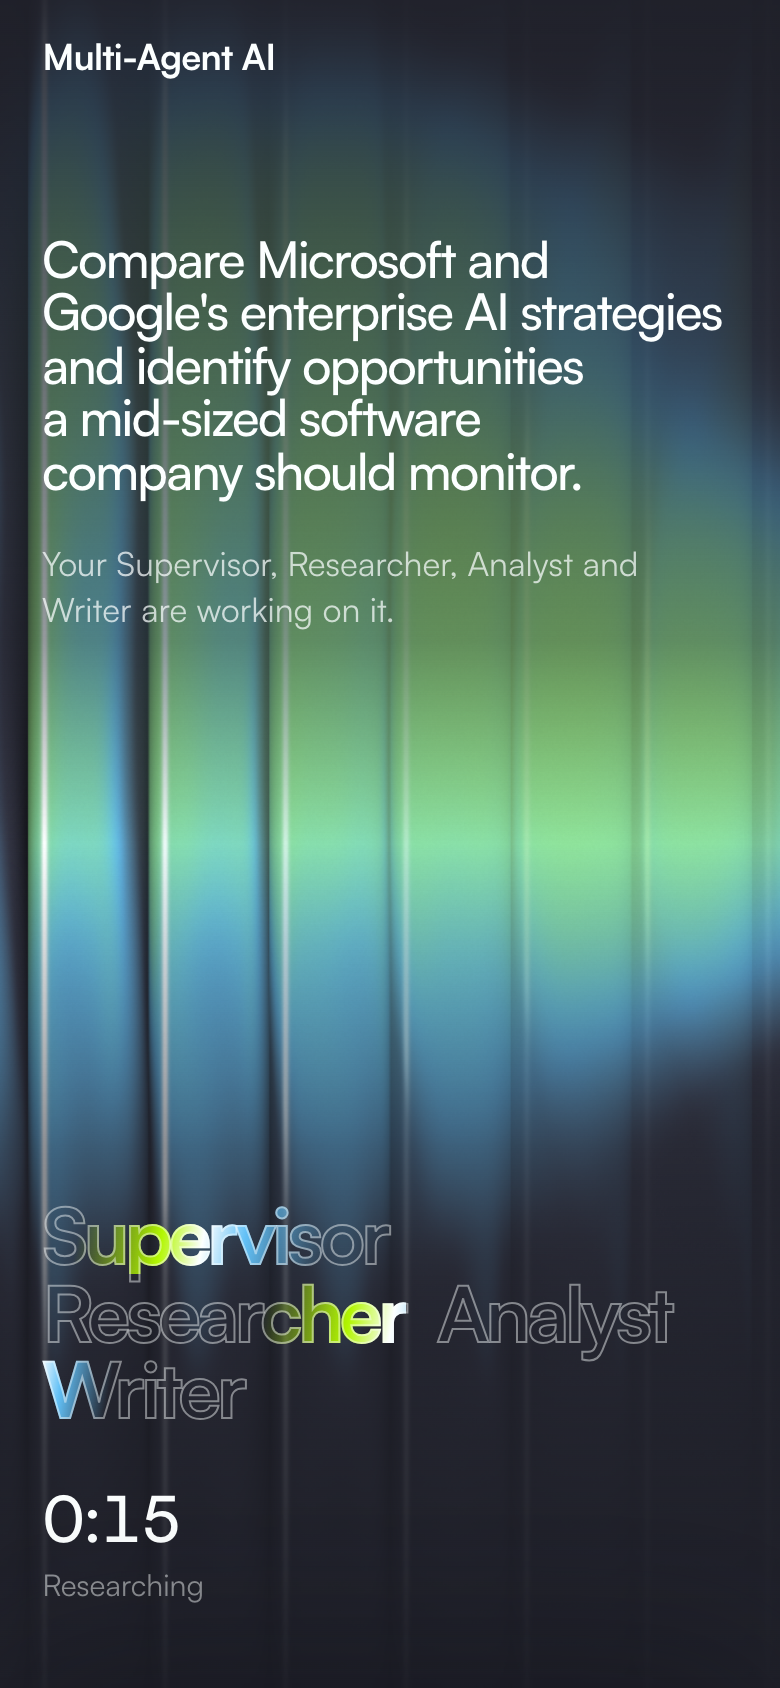 Multi-Agent AI
Compare Microsoft and
Google's enterprise AI strategies
and identify opportunities
a mid-sized software
company should monitor.
Your Supervisor, Researcher, Analyst and
Writer are working on it.
Supervisor
Researcher Analyst
Writer
0:15
Researching